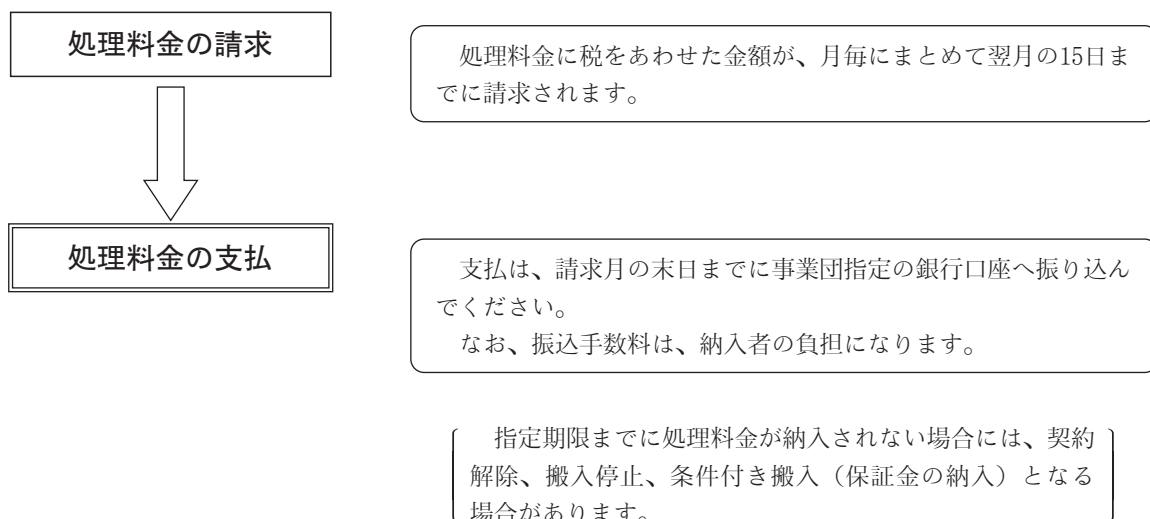 処理料金の請求
処理料金に税をあわせた金額が、月毎にまとめて翌月の15日ま
でに請求されます。
処理料金の支払
支払は、請求月の末日までに事業団指定の銀行口座へ振り込ん
でください。
なお、振込手数料は、納入者の負担になります。
指定期限までに処理料金が納入されない場合には、契約
解除、搬入停止、条件付き搬入（保証金の納入）となる
場合があります。